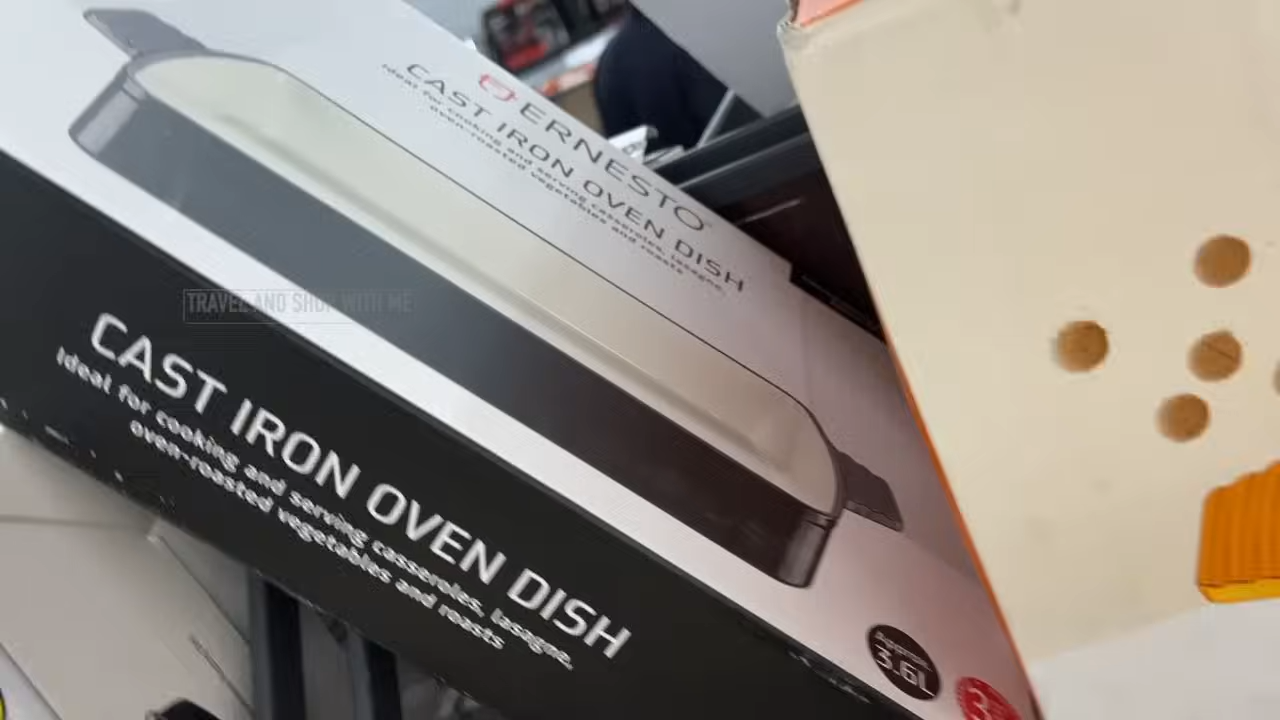 ERNESTO
CAST IRON OVEN DISH
Ideal for cooking and serving casseroles, lasagne,
oven-roasted vegetables and roasts
TRAVEL AND SHOP WITH ME
CAST IRON OVEN DISH
Ideal for cooking and serving casseroles, lasagne,
oven-roasted vegetables and roasts
Approx.
3.6L
3